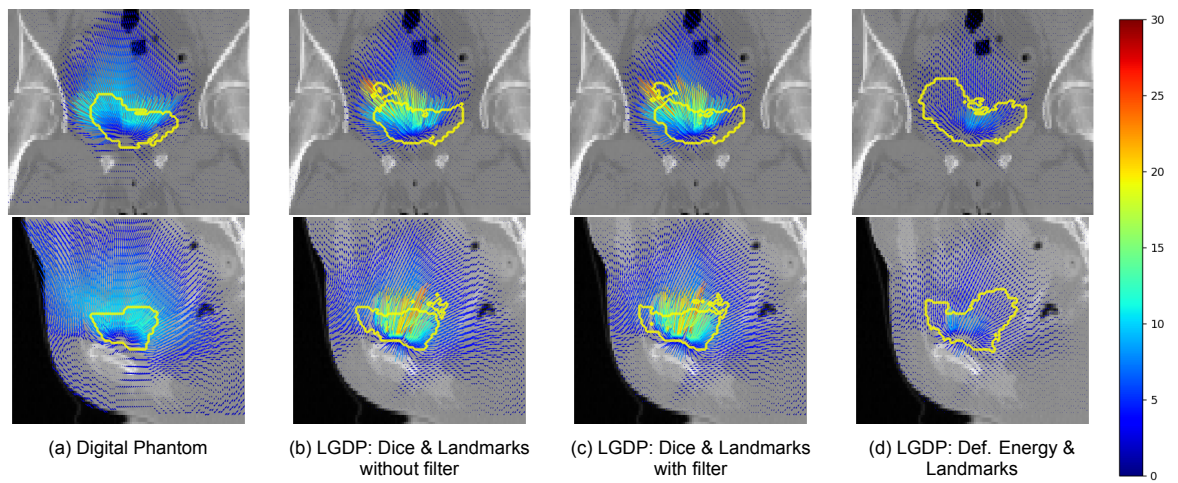 30
25
20
15
10
5
0
(a) Digital Phantom
(b) LGDP: Dice & Landmarks
without filter
(c) LGDP: Dice & Landmarks
with filter
(d) LGDP: Def. Energy &
Landmarks